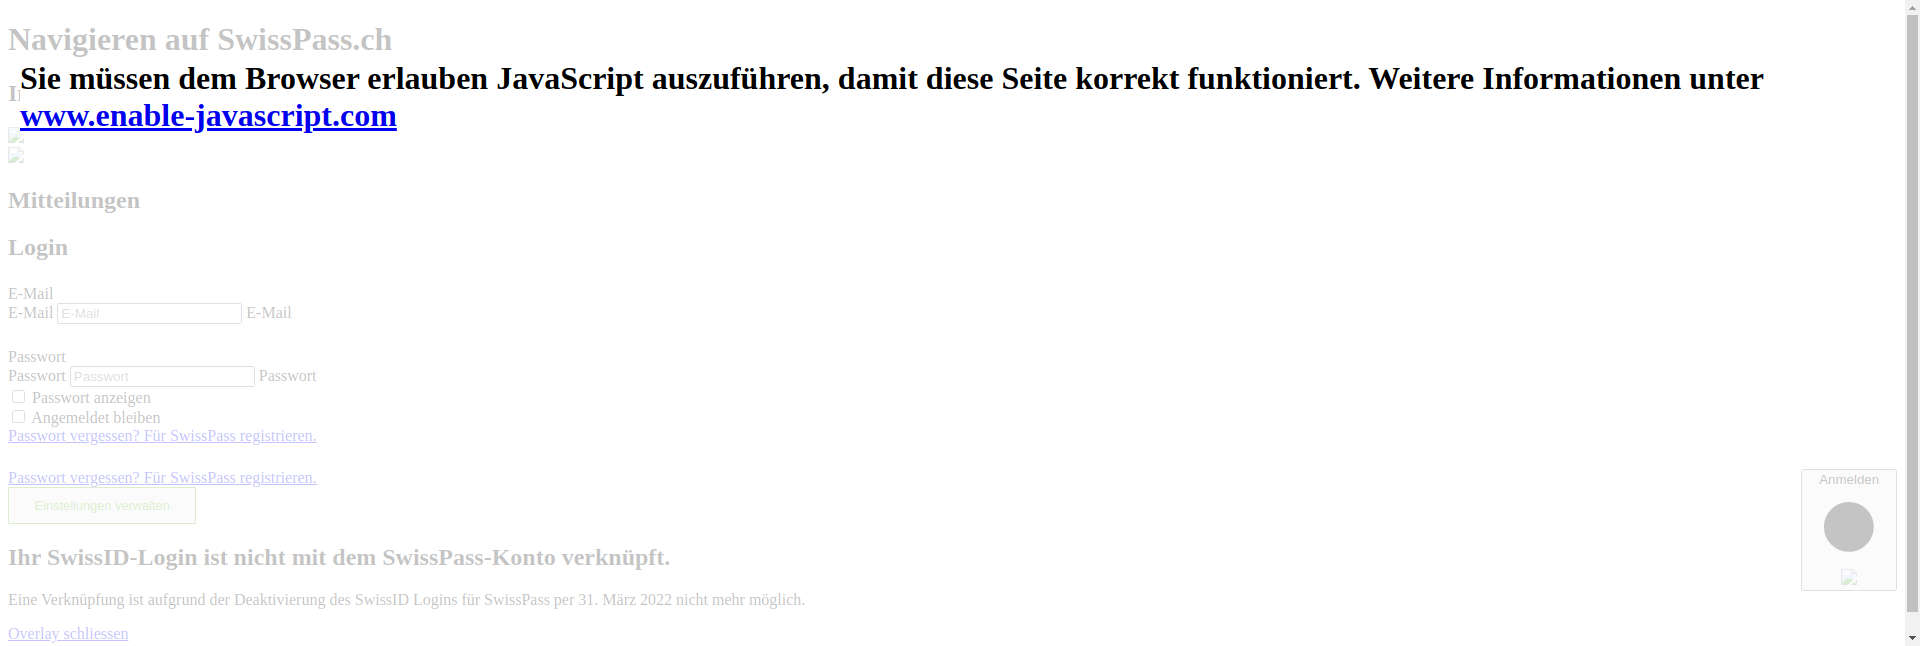 Navigieren auf SwissPass.ch
Sie müssen dem Browser erlauben JavaScript auszuführen, damit diese Seite korrekt funktioniert. Weitere Informationen unter
www.enable-javascript.com
Mitteilungen
Login
E-Mail
E-Mail E-Mail E-Mail
Passwort
Passwort Passwort Passwort
Passwort anzeigen
Angemeldet bleiben
Passwort vergessen? Für SwissPass registrieren.
Passwort vergessen? Für SwissPass registrieren.
Anmelden
Einstellungen verwalten
Ihr SwissID-Login ist nicht mit dem SwissPass-Konto verknüpft.
Eine Verknüpfung ist aufgrund der Deaktivierung des SwissID Logins für SwissPass per 31. März 2022 nicht mehr möglich.
Overlay schliessen